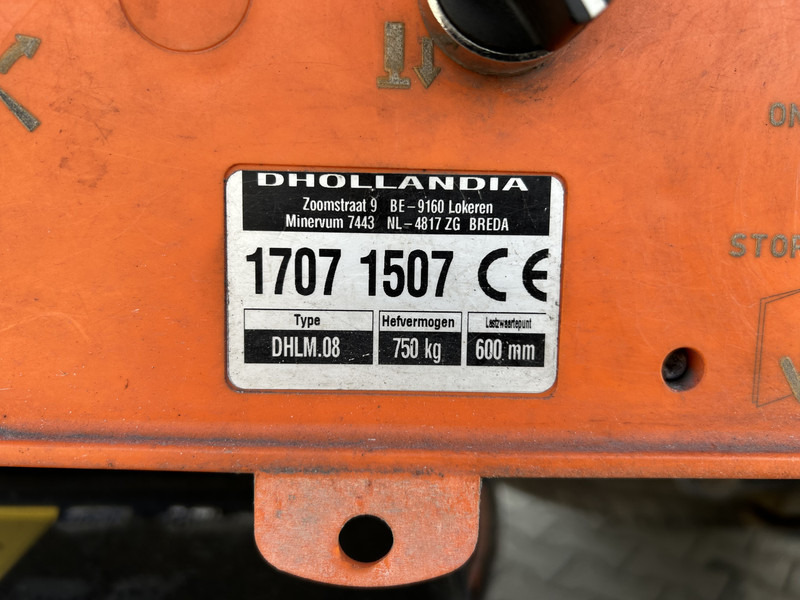 DHOLLANDIA
Zoomstraat 9 BE-9160 Lokeren
Minervum 7443 NL-4817 ZG BREDA
1707 1507 CE
Type Hefvermogen Lastzwaartepunt
DHLM.08 750 kg 600 mm
ON
STOP